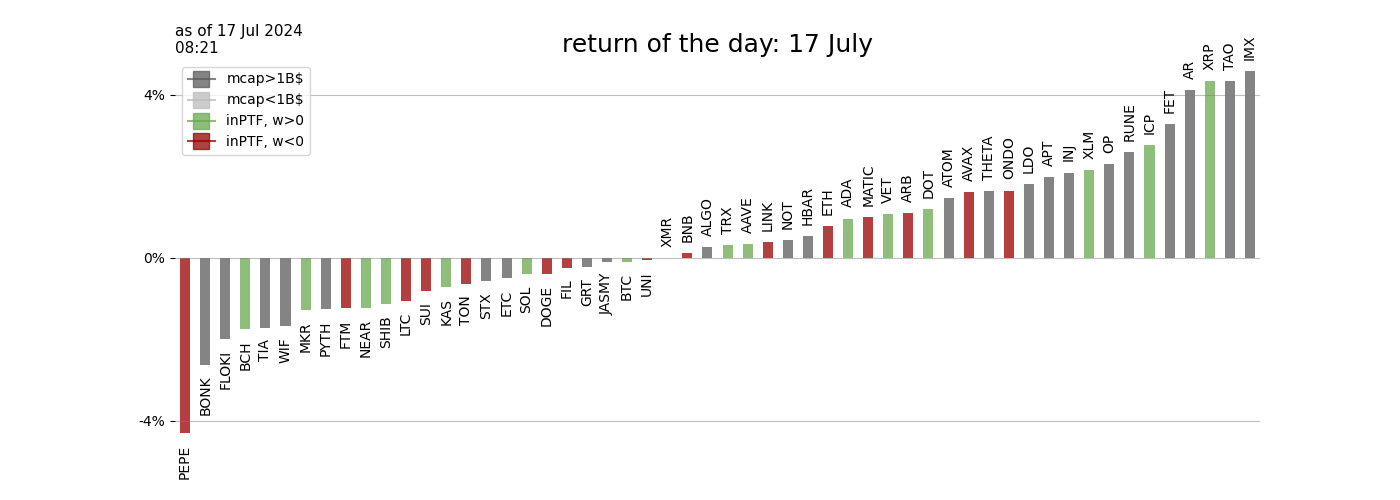 as of 17 Jul 2024
08:21
return of the day: 17 July
mcap>1B$
mcap<1B$
inPTF, w>0
inPTF, w<0
4%
0%
-4%
PEPE
BONK
FLOKI
BCH
TIA
WIF
MKR
PYTH
FTM
NEAR
SHIB
LTC
SUI
KAS
TON
STX
ETC
SOL
DOGE
FIL
GRT
JASMY
BTC
UNI
XMR
BNB
ALGO
TRX
AAVE
LINK
NOT
HBAR
ETH
ADA
MATIC
VET
ARB
DOT
ATOM
AVAX
THETA
ONDO
LDO
APT
INJ
XLM
OP
RUNE
ICP
FET
AR
XRP
TAO
IMX